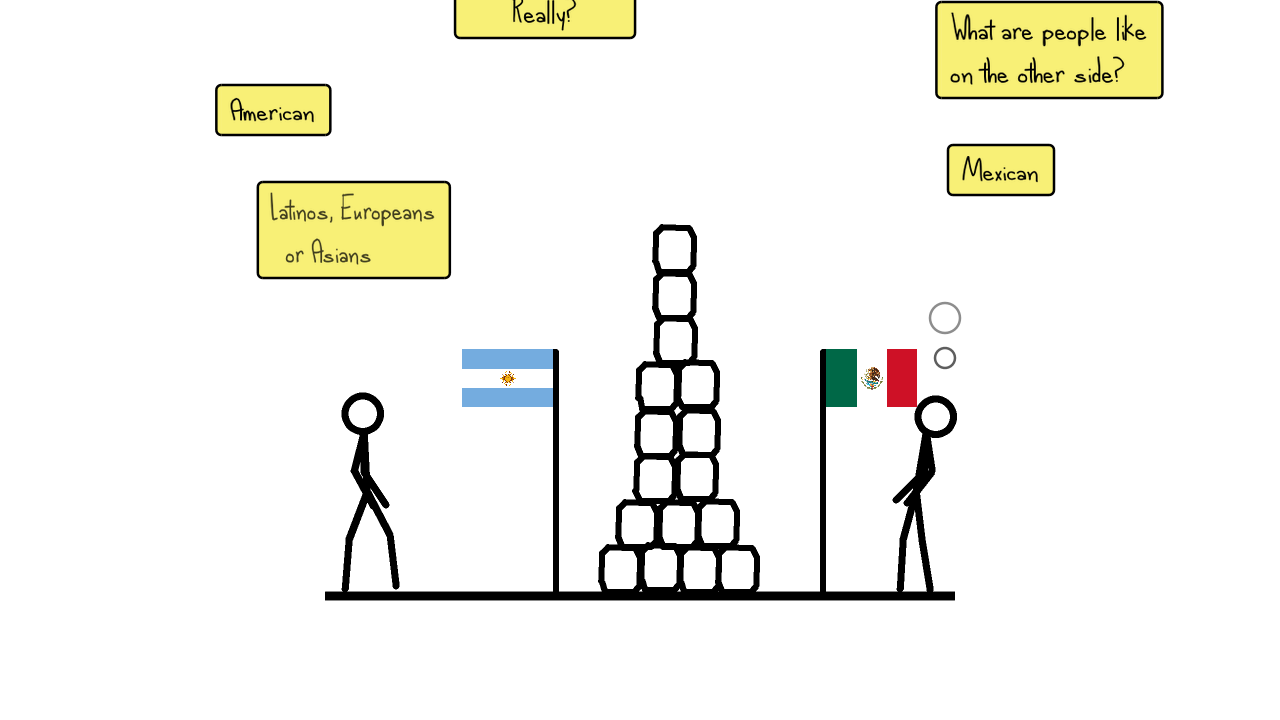 Really?
What are people like
on the other side?
American
Mexican
Latinos, Europeans
or Asians